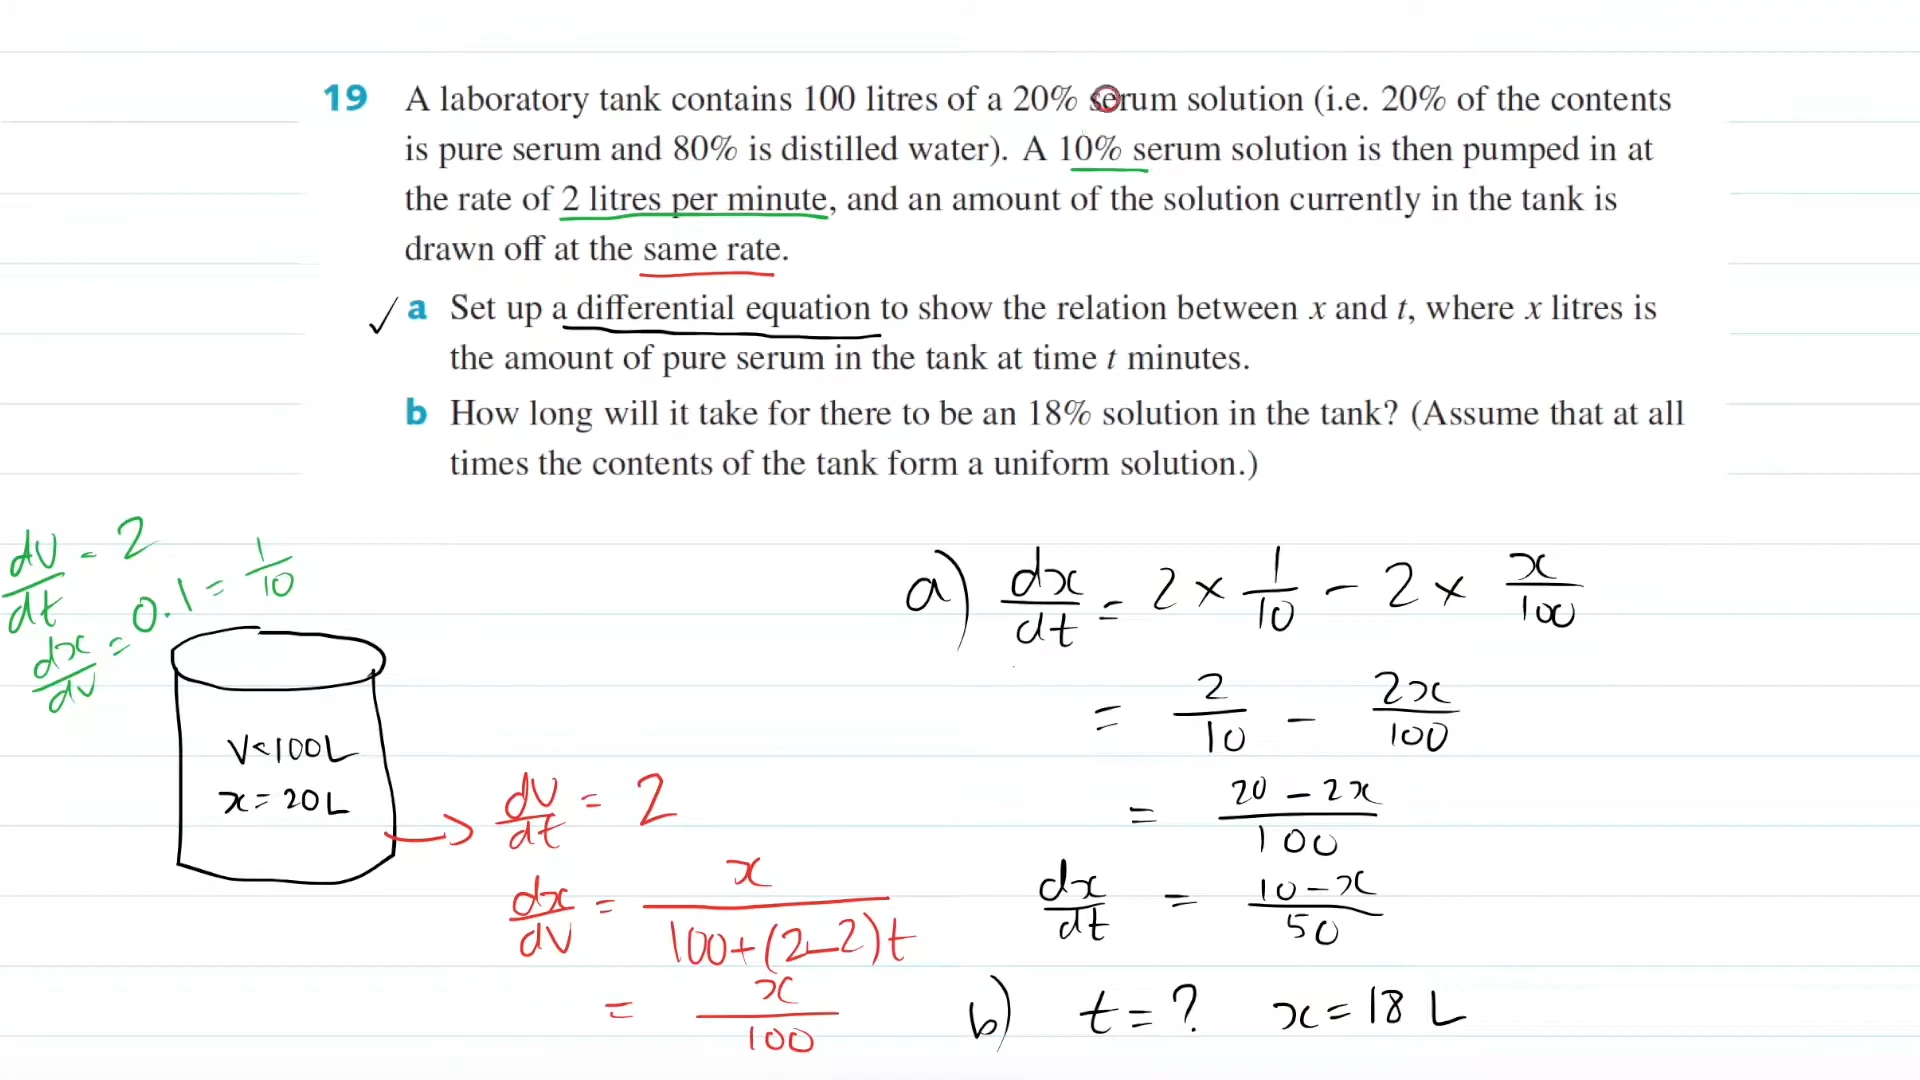 19 A laboratory tank contains 100 litres of a 20% serum solution (i.e. 20% of the contents
is pure serum and 80% is distilled water). A 10% serum solution is then pumped in at
the rate of 2 litres per minute, and an amount of the solution currently in the tank is
drawn off at the same rate.
✓ a Set up a differential equation to show the relation between x and t, where x litres is
the amount of pure serum in the tank at time t minutes.
b How long will it take for there to be an 18% solution in the tank? (Assume that at all
times the contents of the tank form a uniform solution.)
dV/dt = 2
dx/dV = 0.1 = 1/10
V=100L
x = 20L
dV/dt = 2
dx/dV = x/(100+(2-2)t)
= x/100
a) dx/dt = 2 × 1/10 - 2 × x/100
= 2/10 - 2x/100
= (20 - 2x)/100
dx/dt = (10 - x)/50
b) t = ? x = 18 L